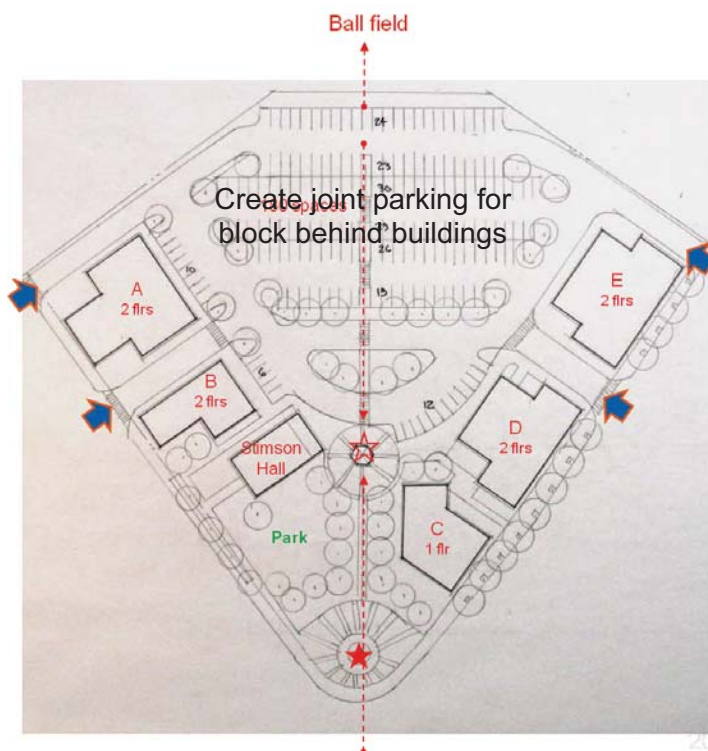 Ball field
24
23
30
Create joint parking for
spaces
block behind buildings
26
13
10
A
2 flrs
E
2 flrs
B
2 flrs
6
12
D
2 flrs
Stimson
Hall
C
1 flr
Park